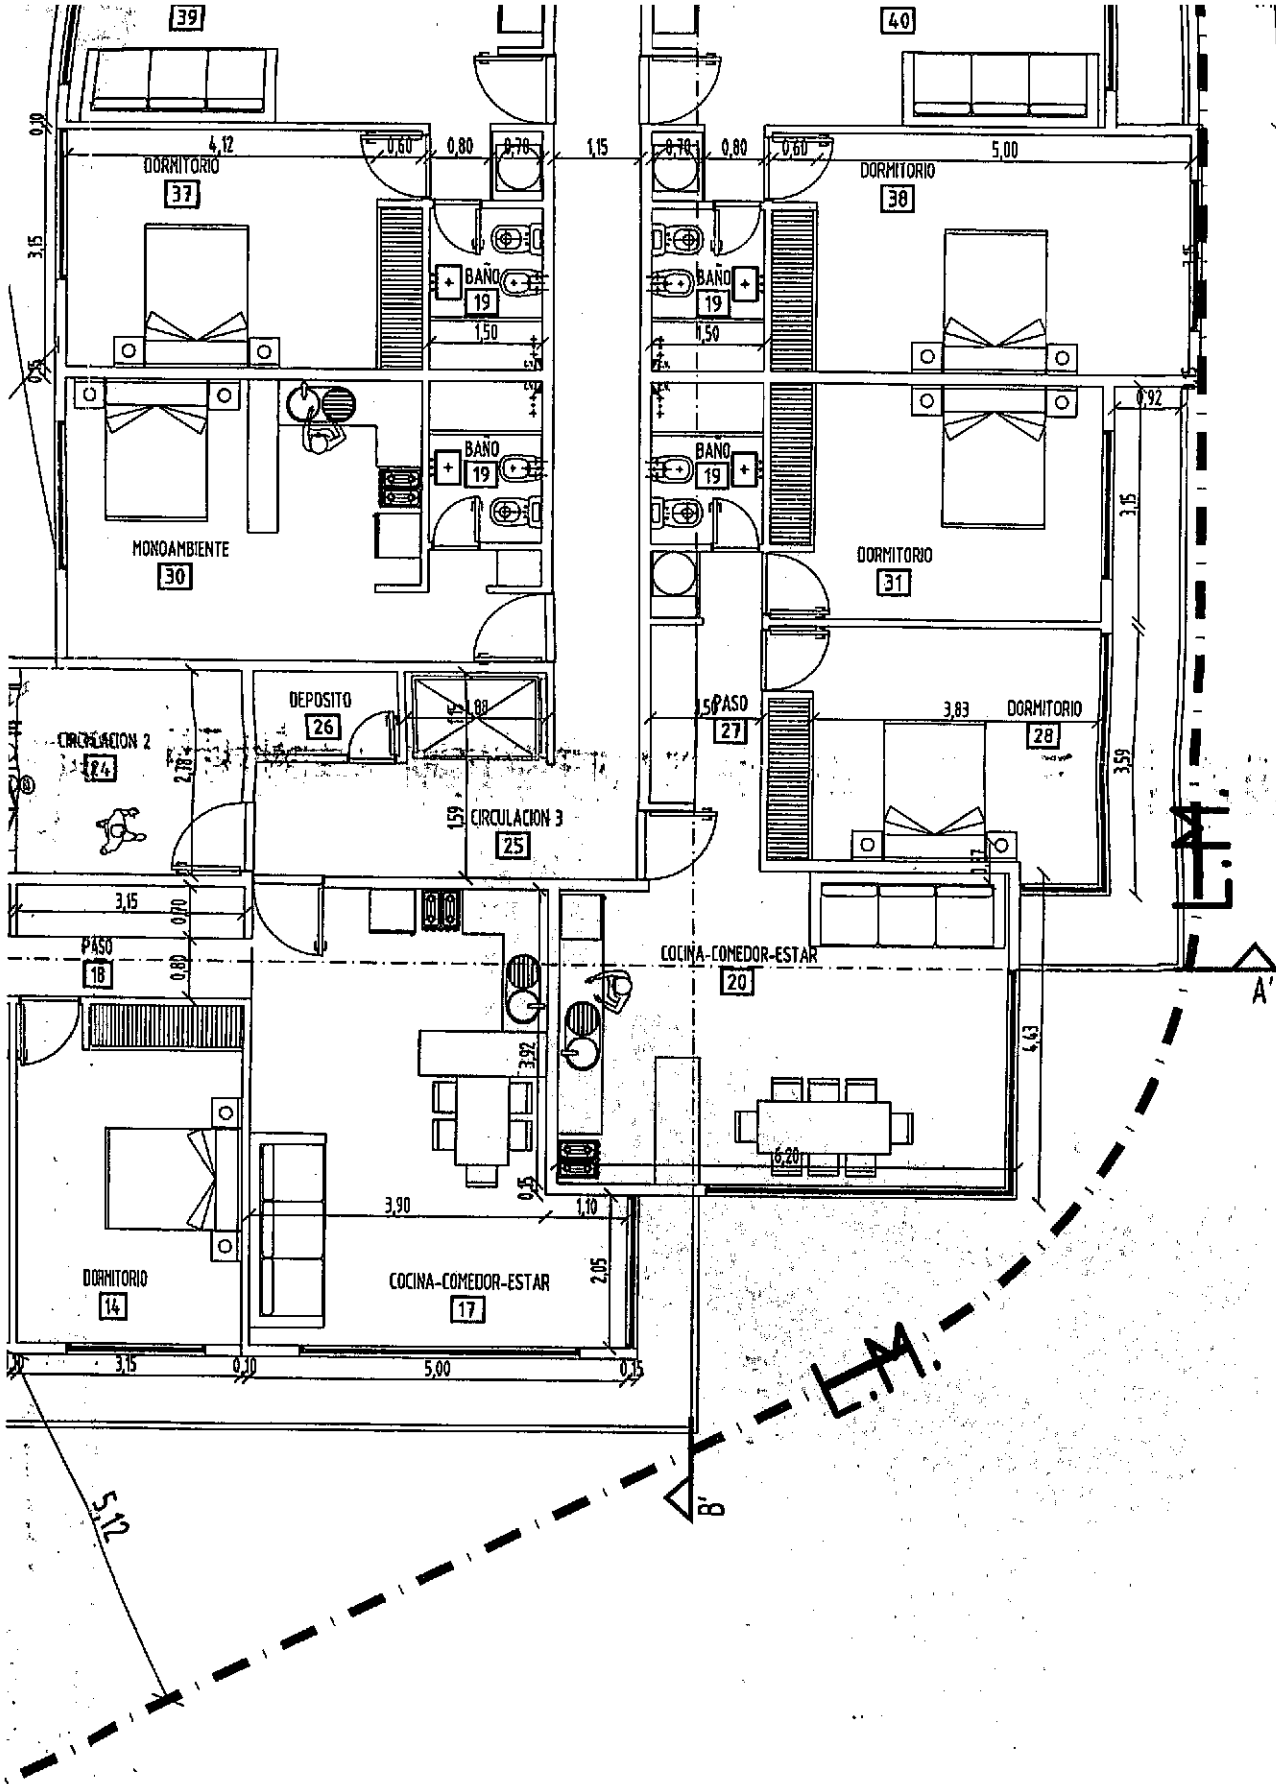 39
40
0,10
4,12
0,60
0,80
0,70
1,15
0,70
0,80
0,60
5,00
DORMITORIO
37
DORMITORIO
38
3,15
BAÑO
19
BAÑO
19
1,50
1,50
0,92
BAÑO
19
BAÑO
19
3,15
MONOAMBIENTE
30
DORMITORIO
31
DEPOSITO
26
1,88
PASO
27
1,50
3,83
DORMITORIO
28
CIRCULACION 2
24
2,78
3,59
1,59
CIRCULACION 3
25
L.M.
3,15
0,70
PASO
18
0,80
COCINA-COMEDOR-ESTAR
20
A'
4,43
3,92
6,20
0,15
3,90
1,10
2,05
DORMITORIO
14
COCINA-COMEDOR-ESTAR
17
3,15
0,10
5,00
0,15
L.M.
5,12
B'